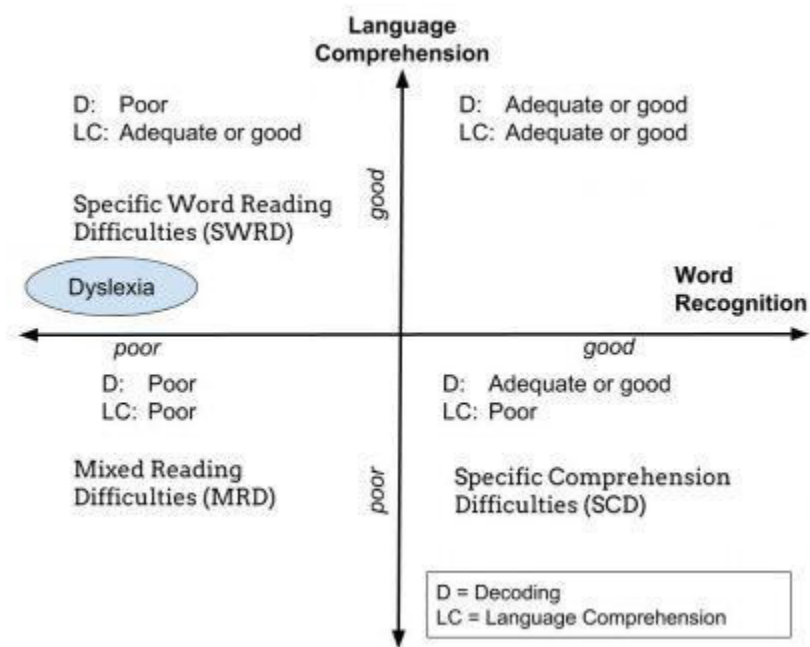 Language
Comprehension
D: Poor
LC: Adequate or good
D: Adequate or good
LC: Adequate or good
good
Specific Word Reading
Difficulties (SWRD)
Dyslexia
Word
Recognition
poor
good
D: Poor
LC: Poor
D: Adequate or good
LC: Poor
Mixed Reading
Difficulties (MRD)
poor
Specific Comprehension
Difficulties (SCD)
D = Decoding
LC = Language Comprehension